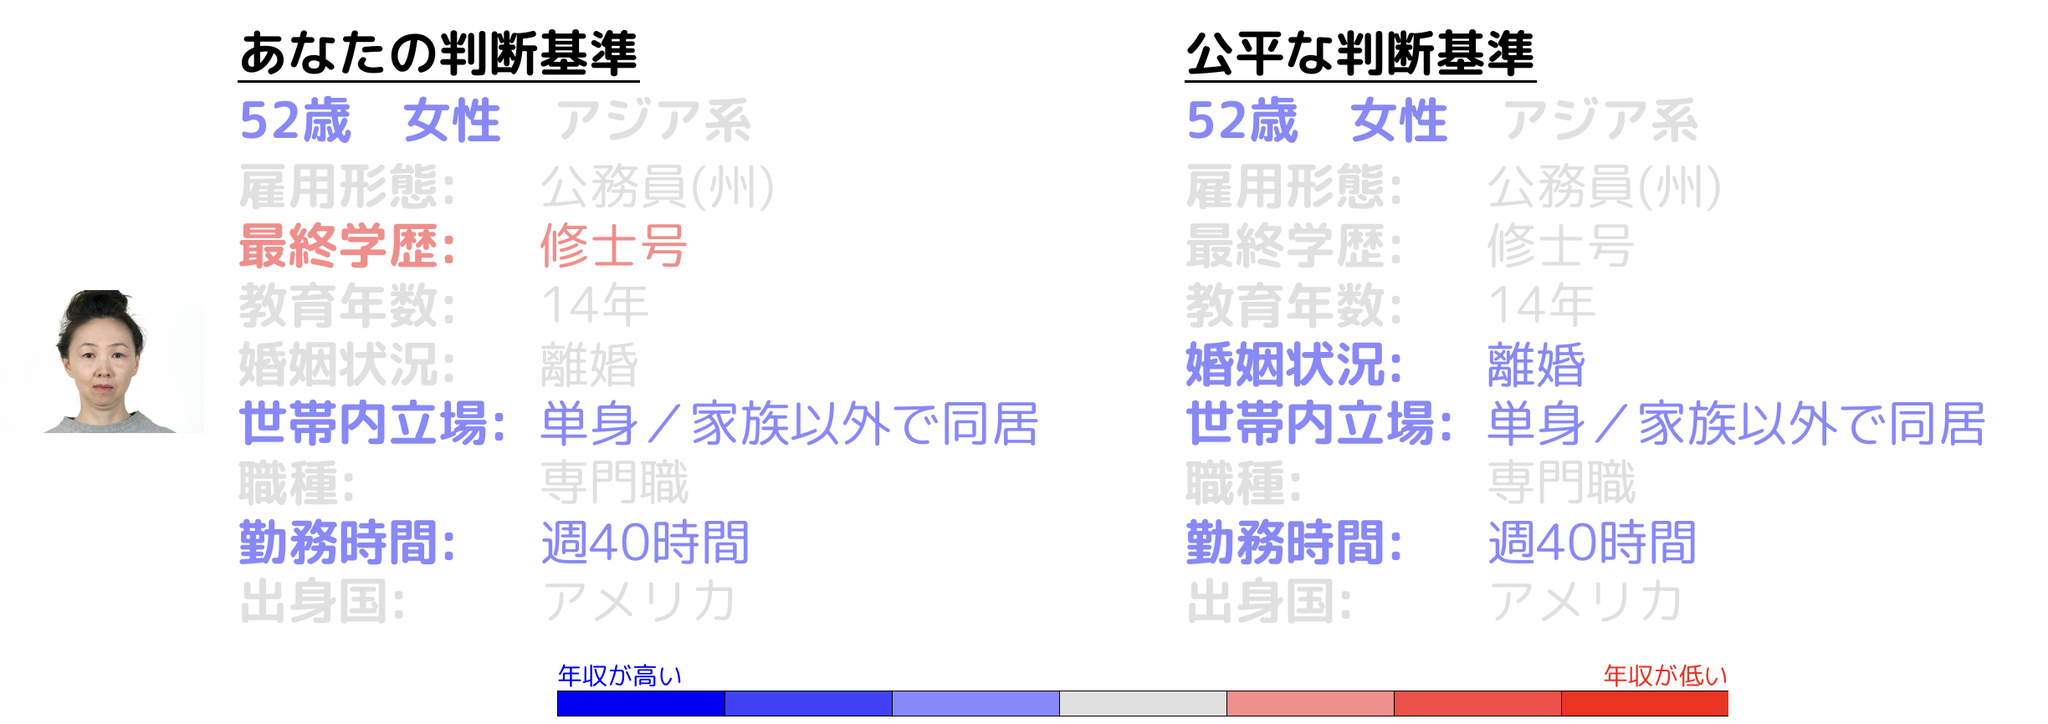 あなたの判断基準
52歳 女性 アジア系
雇用形態: 公務員(州)
最終学歴: 修士号
教育年数: 14年
婚姻状況: 離婚
世帯内立場: 単身／家族以外で同居
職種: 専門職
勤務時間: 週40時間
出身国: アメリカ
公平な判断基準
52歳 女性 アジア系
雇用形態: 公務員(州)
最終学歴: 修士号
教育年数: 14年
婚姻状況: 離婚
世帯内立場: 単身／家族以外で同居
職種: 専門職
勤務時間: 週40時間
出身国: アメリカ
年収が高い
年収が低い